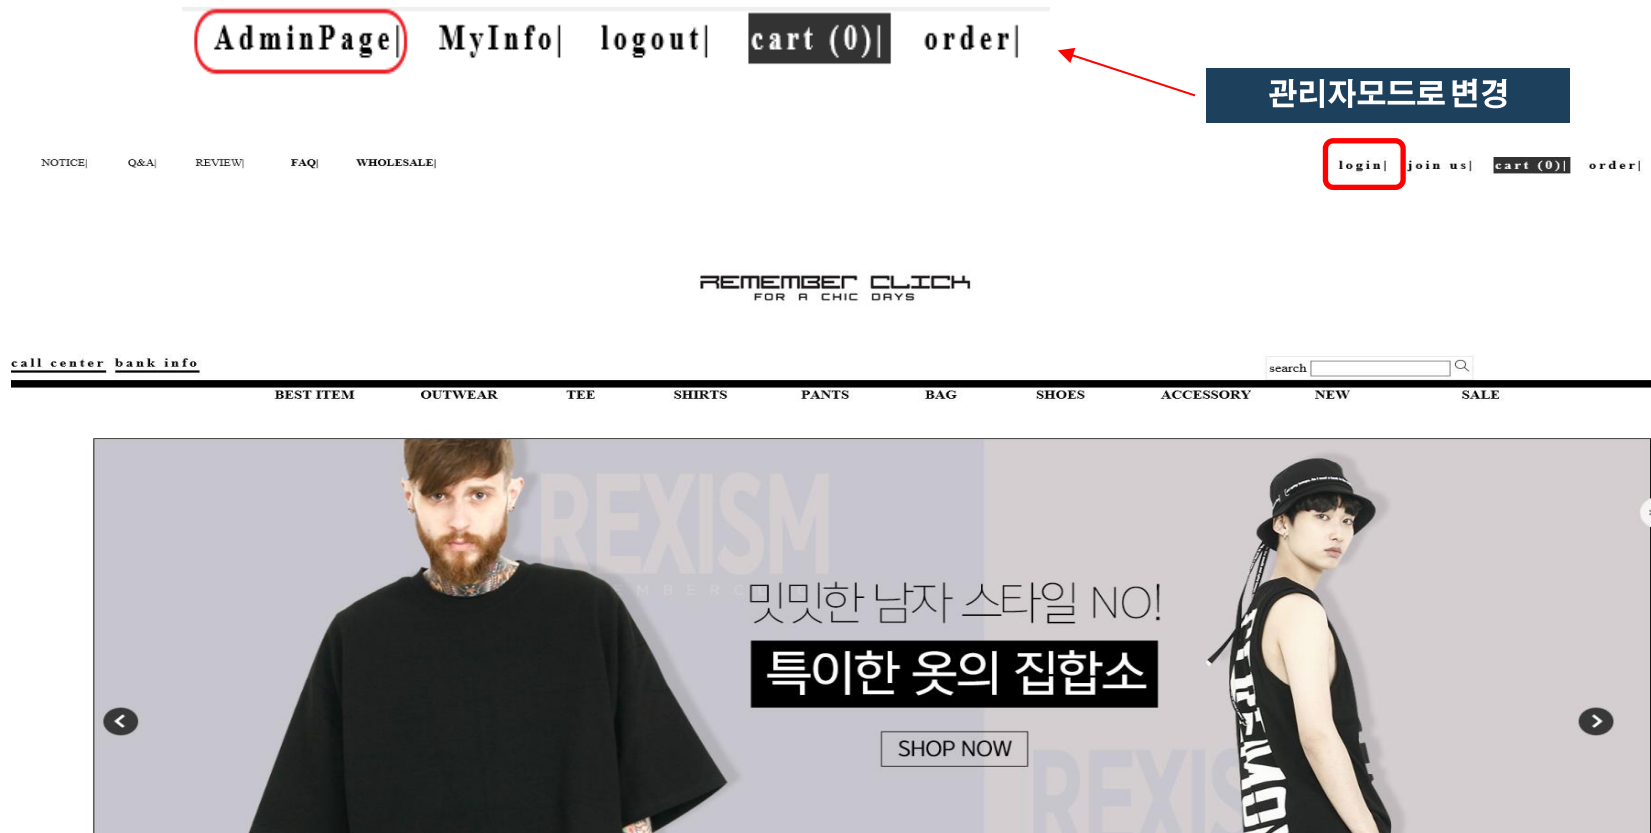 AdminPage| MyInfo| logout| cart (0)| order|
관리자모드로 변경
NOTICE| Q&A| REVIEW| FAQ| WHOLESALE| login| join us| cart (0)| order|
REMEMBER CLICK
FOR A CHIC DAYS
call center bank info search
BEST ITEM OUTWEAR TEE SHIRTS PANTS BAG SHOES ACCESSORY NEW SALE
REXISM
밋밋한 남자 스타일 NO!
특이한 옷의 집합소
SHOP NOW